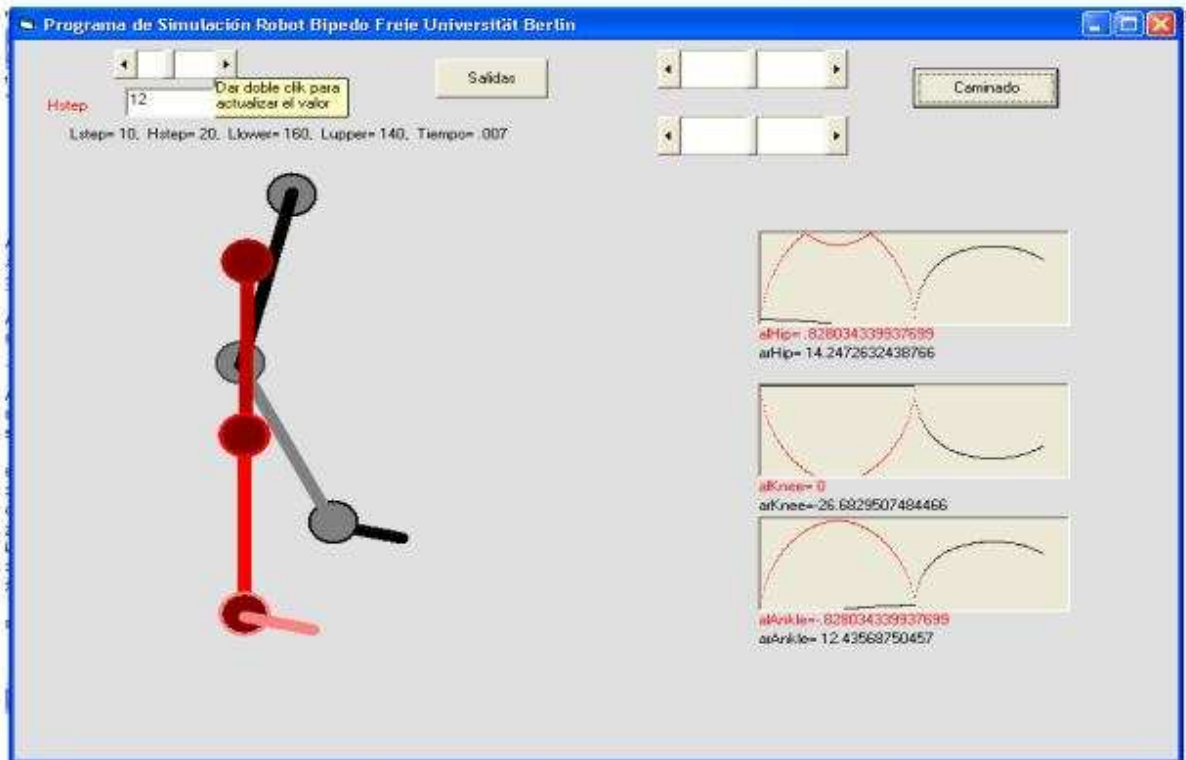 Programa de Simulación Robot Bipedo Freie Universität Berlin
Salidas
Caminado
Hstep
12
Dar doble clik para
actualizar el valor
Lstep= 10, Hstep= 20, Llower= 160, Lupper= 140, Tiempo= .007
alHip= .828034339937699
arHip= 14.2472632438766
alKnee= 0
arKnee=-26.6829507484466
alAnkle=-.828034339937699
arAnkle= 12.43568750457